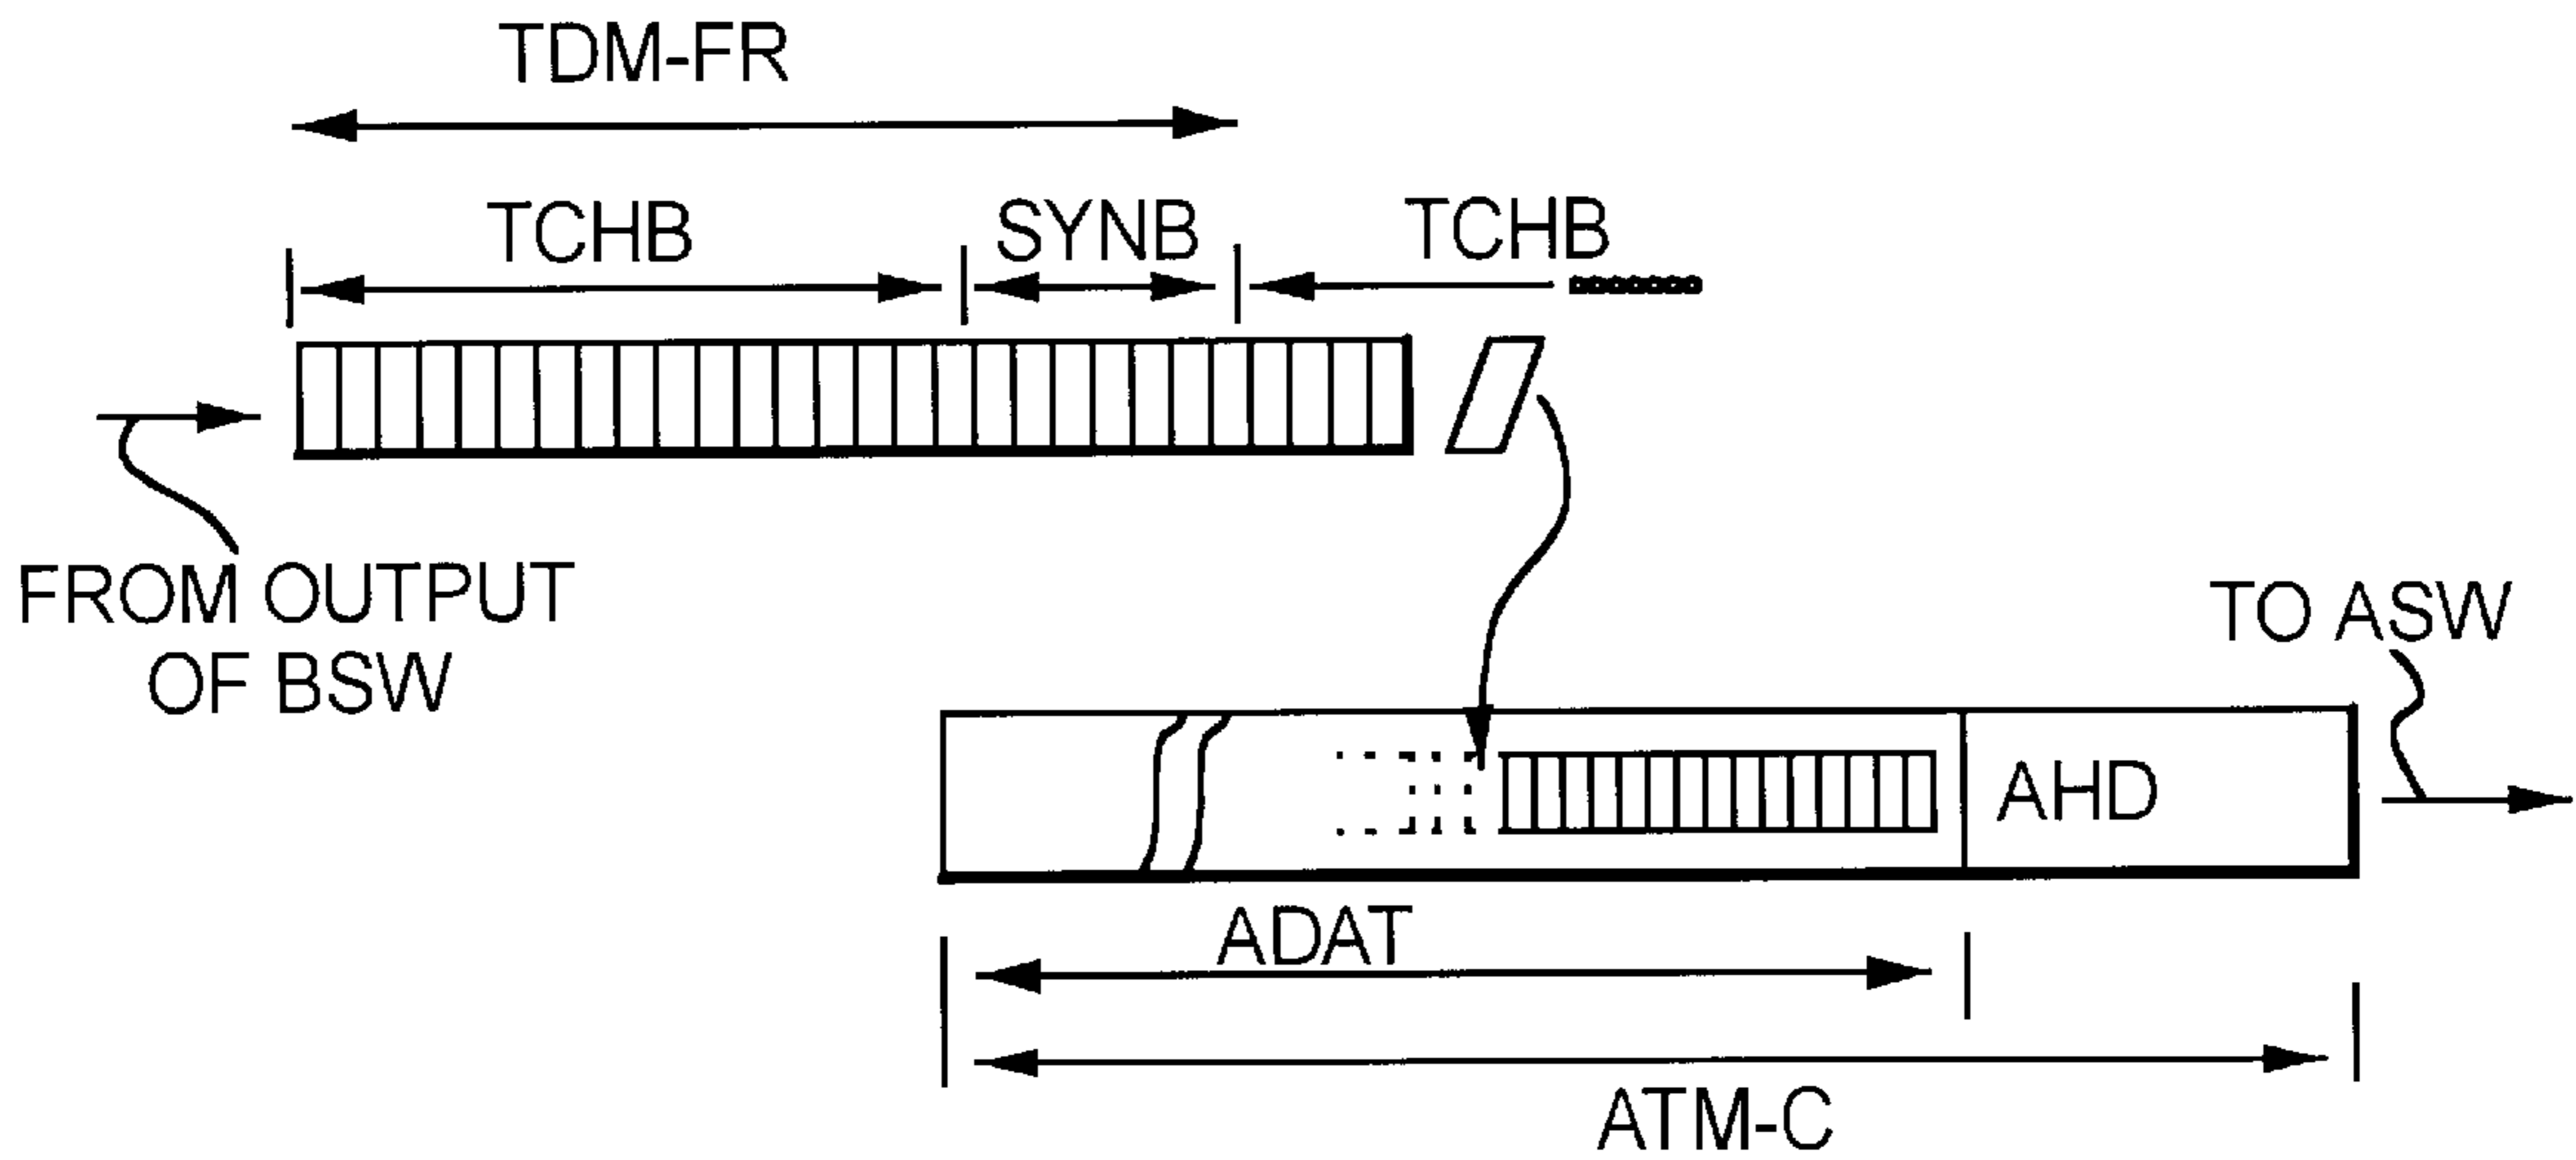 TDM-FR
TCHB SYNB TCHB
FROM OUTPUT
OF BSW
TO ASW
AHD
ADAT
ATM-C